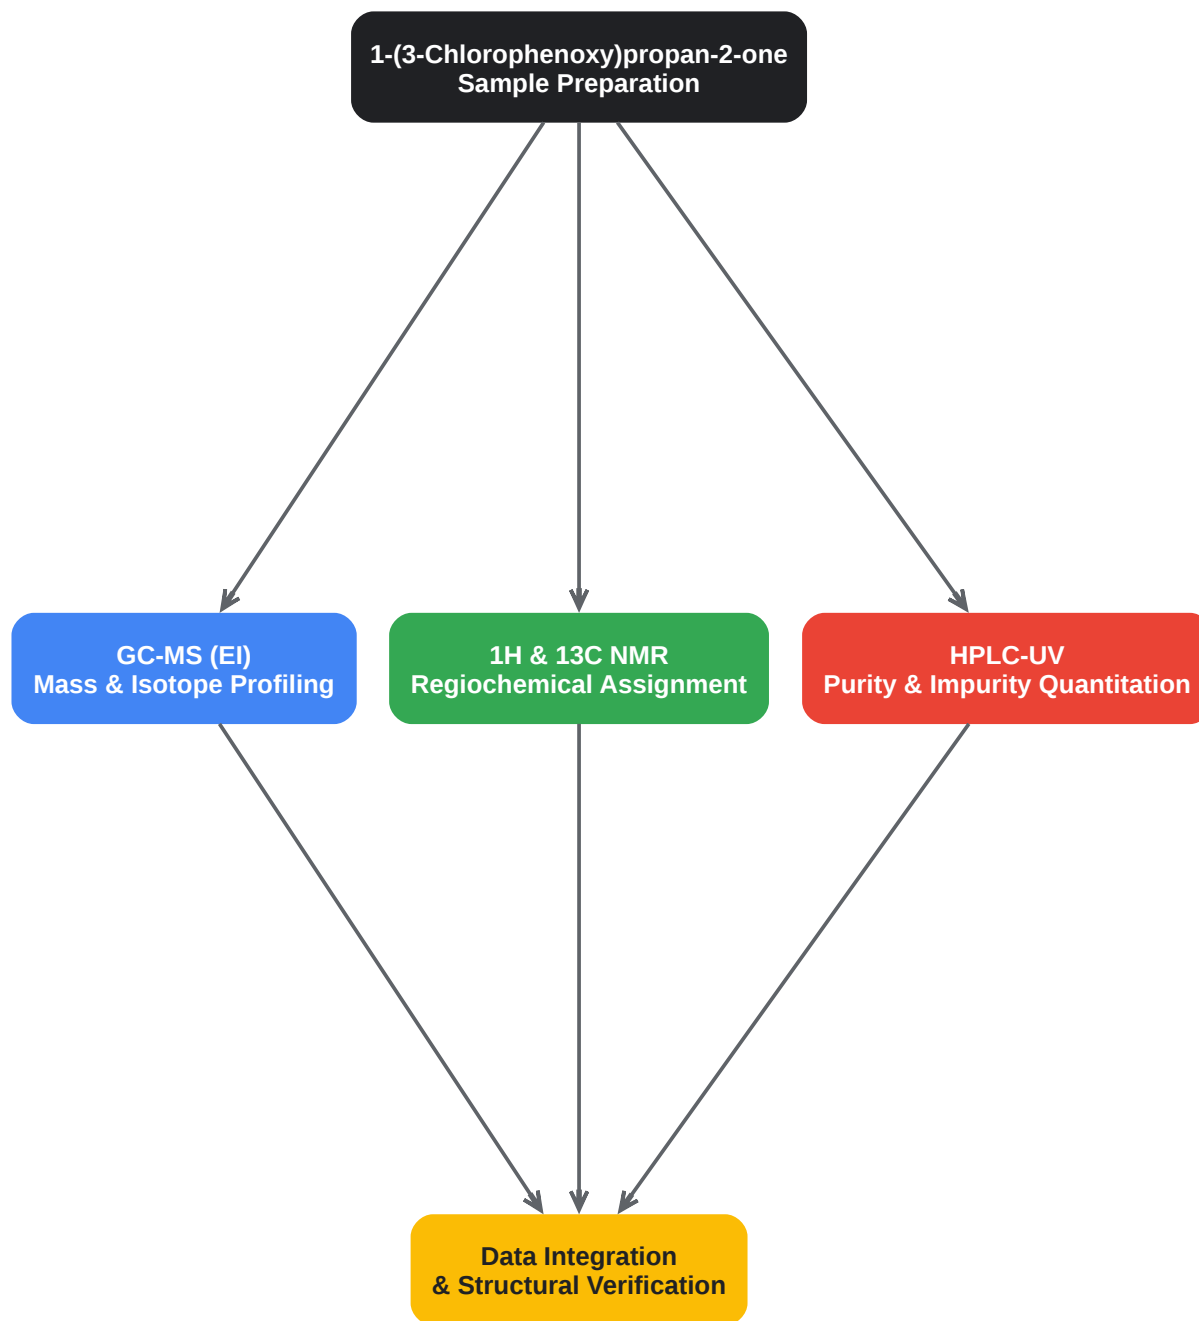 1-(3-Chlorophenoxy)propan-2-one
Sample Preparation
GC-MS (EI)
Mass & Isotope Profiling
1H & 13C NMR
Regiochemical Assignment
HPLC-UV
Purity & Impurity Quantitation
Data Integration
& Structural Verification